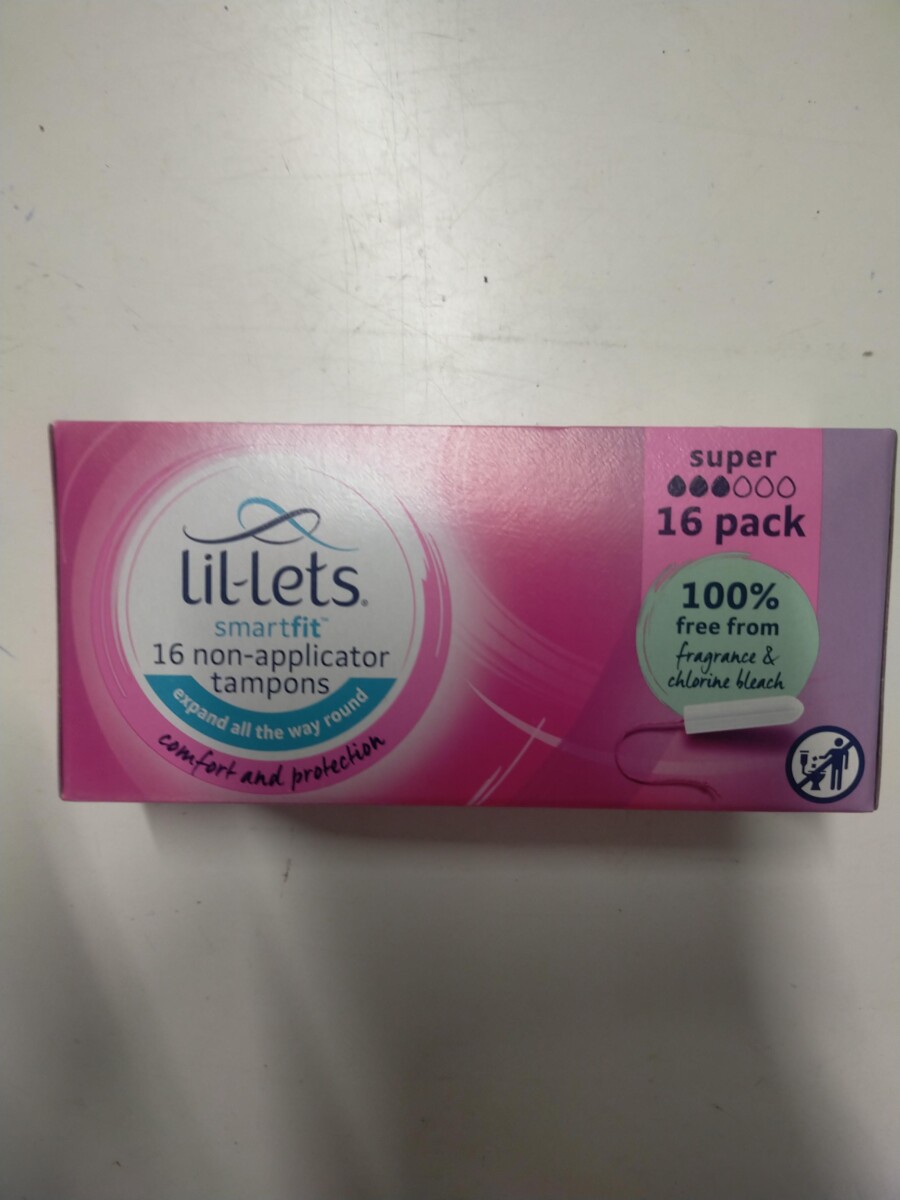 lil-lets®
smartfit™
16 non-applicator
tampons
expand all the way round
comfort and protection
super
16 pack
100%
free from
fragrance &
chlorine bleach